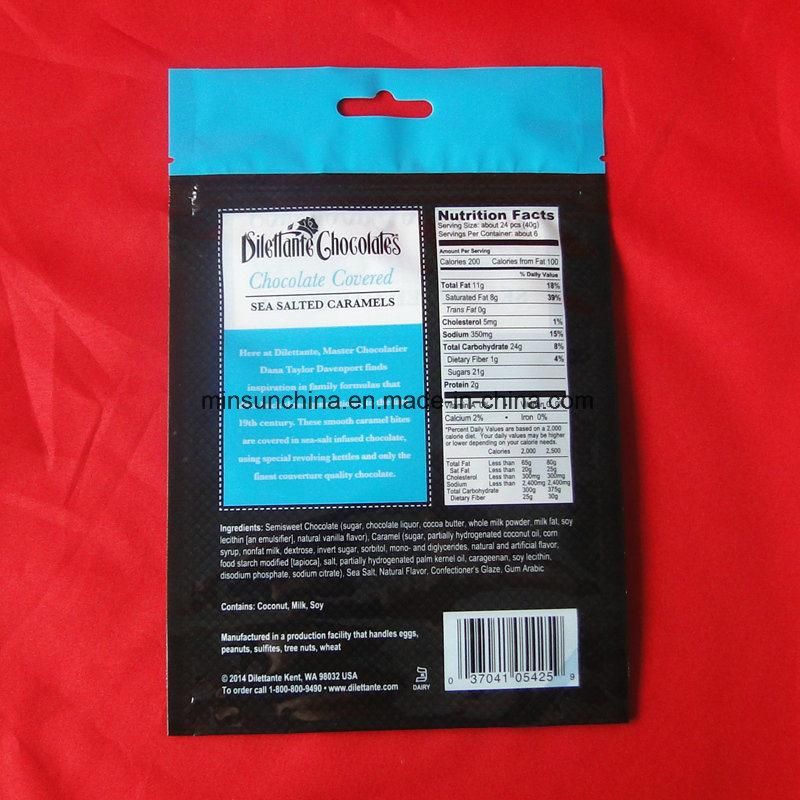 Dilettante Chocolates
Chocolate Covered
SEA SALTED CARAMELS
Here at Dilettante, Master Chocolatier
Dana Taylor Davenport finds
inspiration in family formulas that
19th century. These smooth caramel bites
are covered in sea-salt infused chocolate,
using special revolving kettles and only the
finest couverture quality chocolate.
Nutrition Facts
Serving Size: about 24 pcs (40g)
Servings Per Container: about 6
Amount Per Serving
Calories 200 Calories from Fat 100
% Daily Value
Total Fat 11g 18%
Saturated Fat 8g 39%
Trans Fat 0g
Cholesterol 5mg 1%
Sodium 350mg 15%
Total Carbohydrate 24g 8%
Dietary Fiber 1g 4%
Sugars 21g
Protein 2g
Calcium 2% • Iron 0%
*Percent Daily Values are based on a 2,000
calorie diet. Your daily values may be higher
or lower depending on your calorie needs.
Calories 2,000 2,500
Total Fat Less than 65g 80g
Sat Fat Less than 20g 25g
Cholesterol Less than 300mg 300mg
Sodium Less than 2,400mg 2,400mg
Total Carbohydrate 300g 375g
Dietary Fiber 25g 30g
minsunchina.en.made-in-china.com
Ingredients: Semisweet Chocolate (sugar, chocolate liquor, cocoa butter, whole milk powder, milk fat, soy
lecithin [an emulsifier], natural vanilla flavor), Caramel (sugar, partially hydrogenated coconut oil, corn
syrup, nonfat milk, dextrose, invert sugar, sorbitol, mono- and diglycerides, natural and artificial flavor,
food starch modified [tapioca], salt, partially hydrogenated palm kernel oil, carageenan, soy lecithin,
disodium phosphate, sodium citrate), Sea Salt, Natural Flavor, Confectioner's Glaze, Gum Arabic
Contains: Coconut, Milk, Soy
Manufactured in a production facility that handles eggs,
peanuts, sulfites, tree nuts, wheat
© 2014 Dilettante Kent, WA 98032 USA
To order call 1-800-800-9490 • www.dilettante.com
DAIRY
0 37041 05425 9